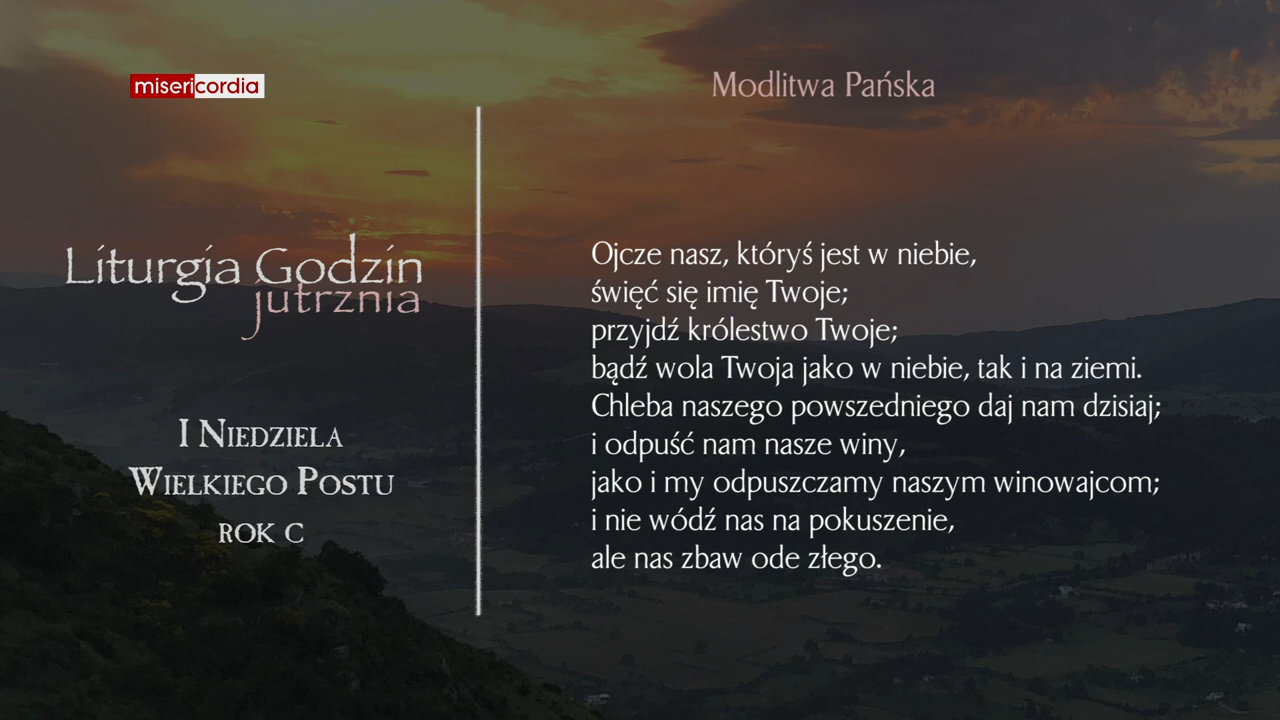 misericordia
Liturgia Godzin
jutrznia
I Niedziela
Wielkiego Postu
rok C
Modlitwa Pańska
Ojcze nasz, któryś jest w niebie,
święć się imię Twoje;
przyjdź królestwo Twoje;
bądź wola Twoja jako w niebie, tak i na ziemi.
Chleba naszego powszedniego daj nam dzisiaj;
i odpuść nam nasze winy,
jako i my odpuszczamy naszym winowajcom;
i nie wódź nas na pokuszenie,
ale nas zbaw ode złego.